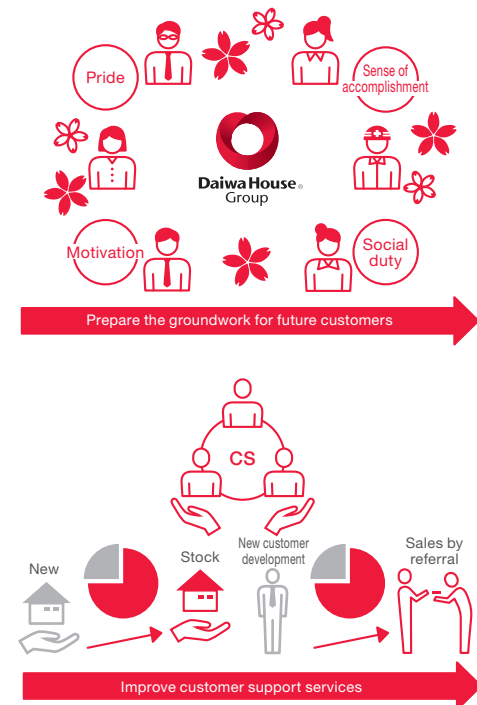 Pride
Sense of
accomplishment
Daiwa House®
Group
Motivation
Social
duty
Prepare the groundwork for future customers
CS
New
Stock
New customer
development
Sales by
referral
Improve customer support services